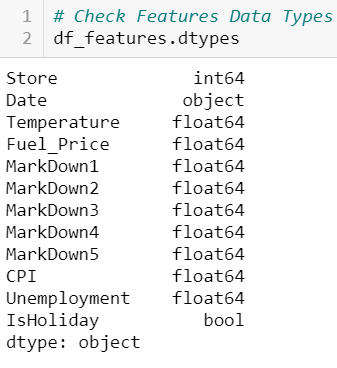 1 # Check Features Data Types
2 df_features.dtypes
Store int64
Date object
Temperature float64
Fuel_Price float64
MarkDown1 float64
MarkDown2 float64
MarkDown3 float64
MarkDown4 float64
MarkDown5 float64
CPI float64
Unemployment float64
IsHoliday bool
dtype: object